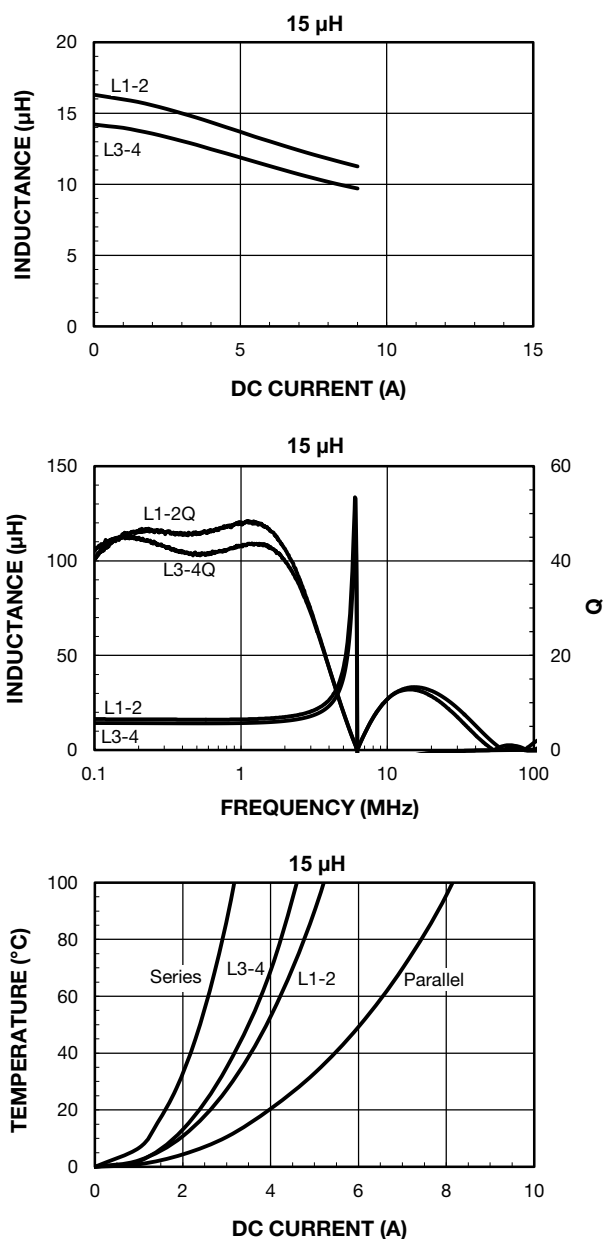 15 µH
INDUCTANCE (µH)
20
15
10
5
0
L1-2
L3-4
0 5 10 15
DC CURRENT (A)
15 µH
INDUCTANCE (µH)
150
100
50
0
L1-2Q
L3-4Q
L1-2
L3-4
60
40
20
0
Q
0.1 1 10 100
FREQUENCY (MHz)
15 µH
TEMPERATURE (°C)
100
80
60
40
20
0
Series
L3-4
L1-2
Parallel
0 2 4 6 8 10
DC CURRENT (A)